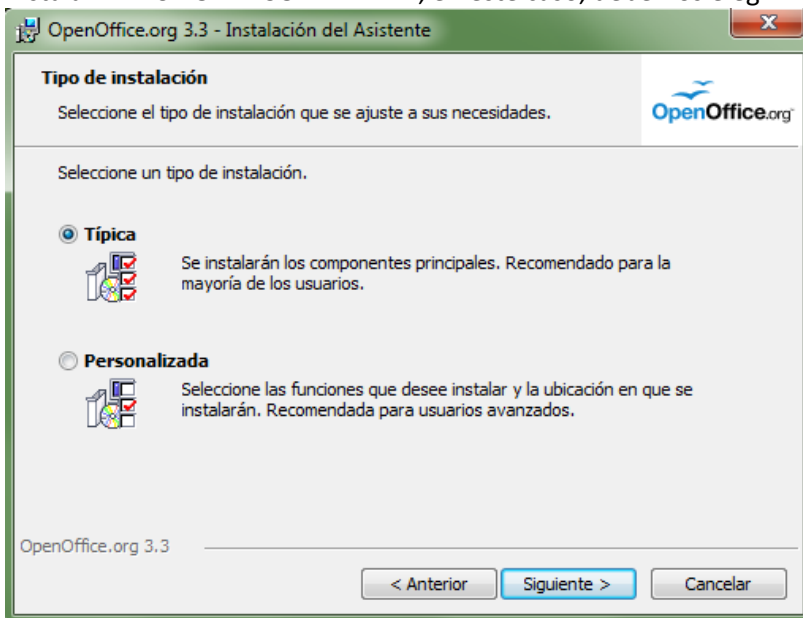 OpenOffice.org 3.3 - Instalación del Asistente
Tipo de instalación
Seleccione el tipo de instalación que se ajuste a sus necesidades.
OpenOffice.org
Seleccione un tipo de instalación.
Típica
Se instalarán los componentes principales. Recomendado para la
mayoría de los usuarios.
Personalizada
Seleccione las funciones que desee instalar y la ubicación en que se
instalarán. Recomendada para usuarios avanzados.
OpenOffice.org 3.3
< Anterior Siguiente > Cancelar